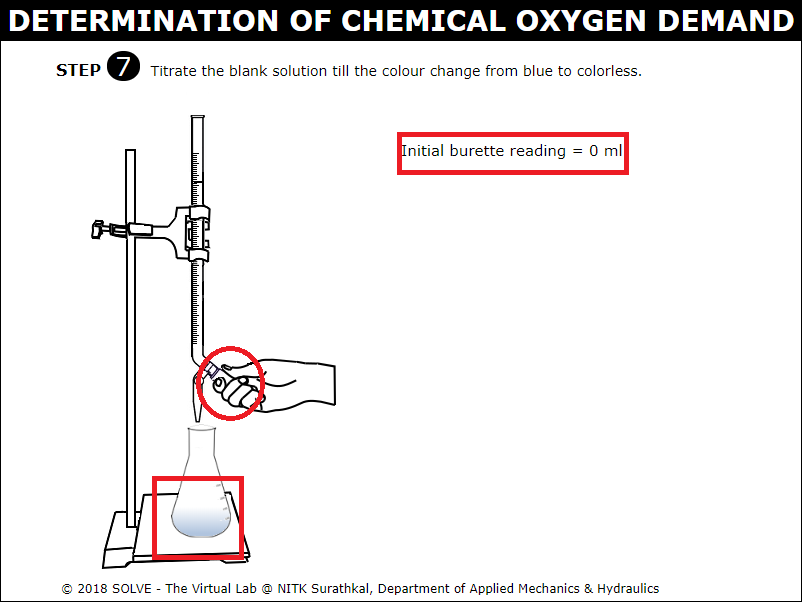 DETERMINATION OF CHEMICAL OXYGEN DEMAND
STEP 7 Titrate the blank solution till the colour change from blue to colorless.
Initial burette reading = 0 ml
© 2018 SOLVE - The Virtual Lab @ NITK Surathkal, Department of Applied Mechanics & Hydraulics